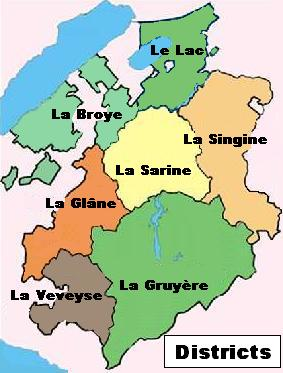 Le Lac
La Broye
La Singine
La Sarine
La Glâne
La Gruyère
La Veveyse
Districts